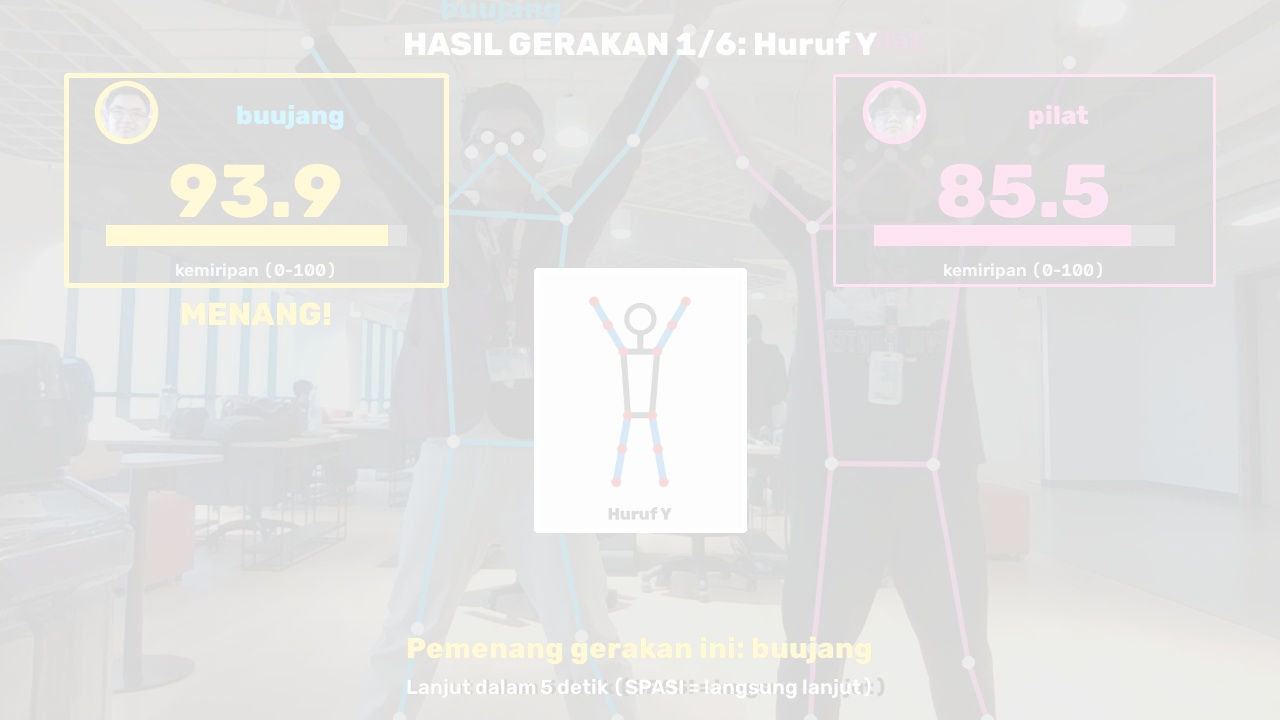 buujang
HASIL GERAKAN 1/6: Huruf Y
buujang
93.9
kemiripan (0-100)
MENANG!
pilat
85.5
kemiripan (0-100)
Huruf Y
Pemenang gerakan ini: buujang
Lanjut dalam 5 detik (SPASI = langsung lanjut)